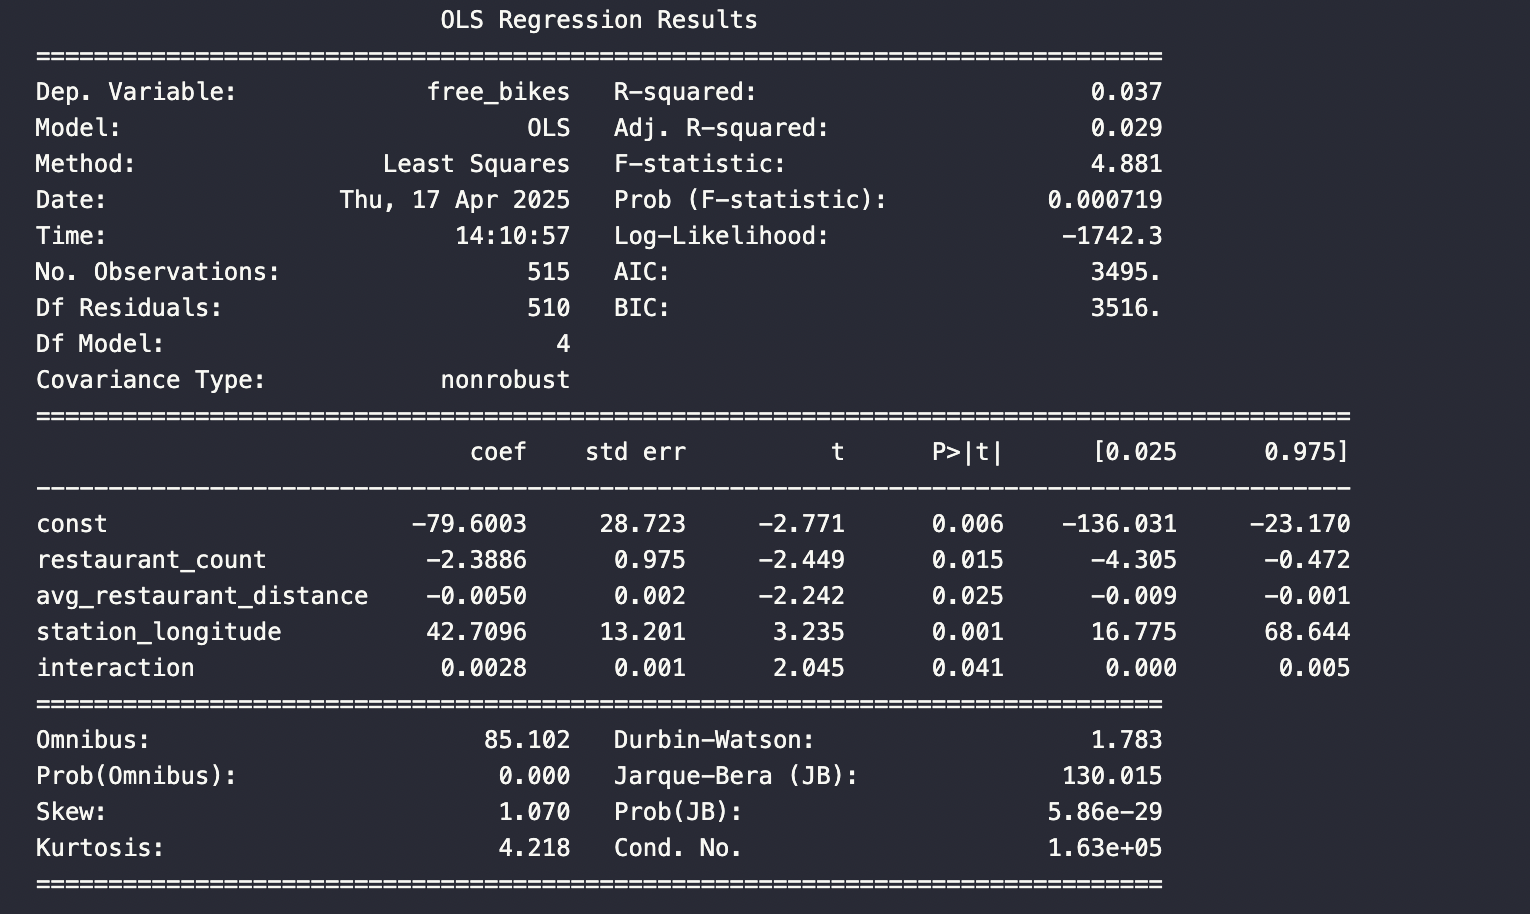 OLS Regression Results
==============================================================================
Dep. Variable: free_bikes R-squared: 0.037
Model: OLS Adj. R-squared: 0.029
Method: Least Squares F-statistic: 4.881
Date: Thu, 17 Apr 2025 Prob (F-statistic): 0.000719
Time: 14:10:57 Log-Likelihood: -1742.3
No. Observations: 515 AIC: 3495.
Df Residuals: 510 BIC: 3516.
Df Model: 4
Covariance Type: nonrobust
===========================================================================================
coef std err t P>|t| [0.025 0.975]
-------------------------------------------------------------------------------------------
const -79.6003 28.723 -2.771 0.006 -136.031 -23.170
restaurant_count -2.3886 0.975 -2.449 0.015 -4.305 -0.472
avg_restaurant_distance -0.0050 0.002 -2.242 0.025 -0.009 -0.001
station_longitude 42.7096 13.201 3.235 0.001 16.775 68.644
interaction 0.0028 0.001 2.045 0.041 0.000 0.005
==============================================================================
Omnibus: 85.102 Durbin-Watson: 1.783
Prob(Omnibus): 0.000 Jarque-Bera (JB): 130.015
Skew: 1.070 Prob(JB): 5.86e-29
Kurtosis: 4.218 Cond. No. 1.63e+05
==============================================================================